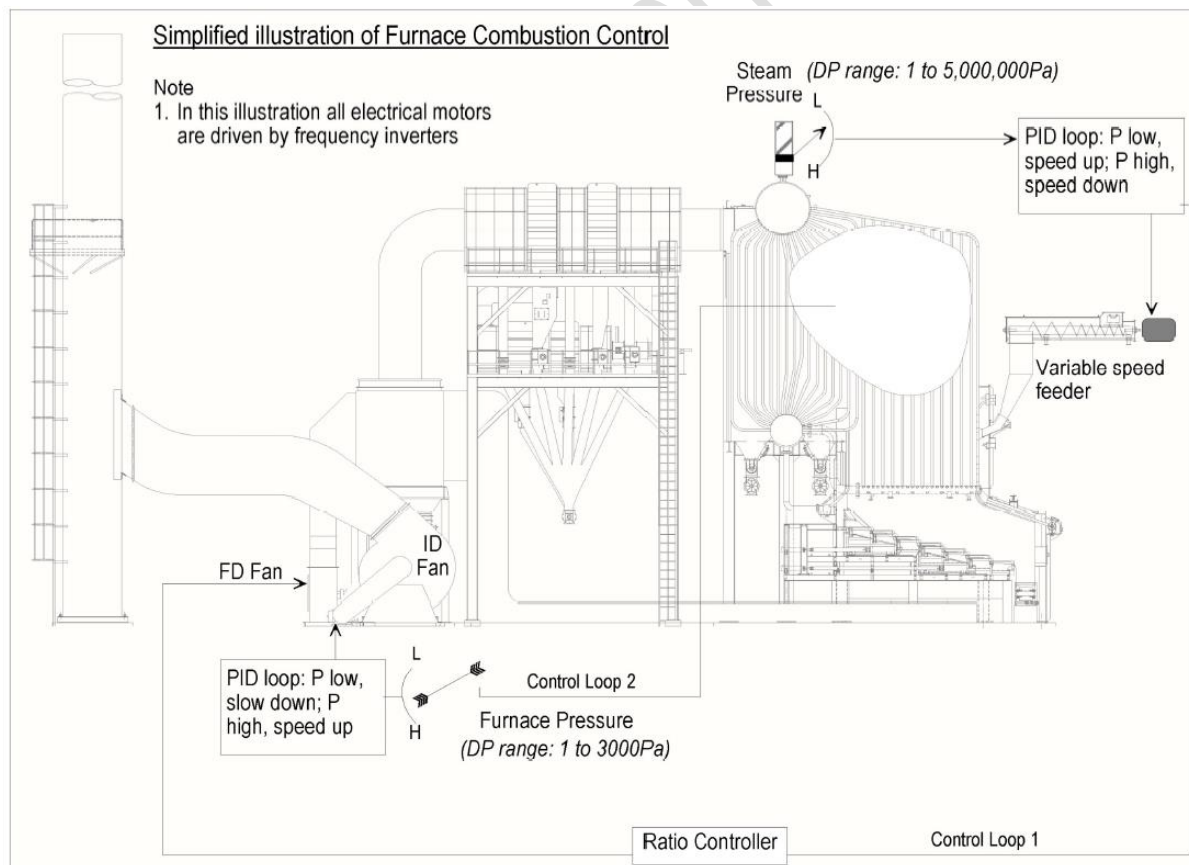 Simplified illustration of Furnace Combustion Control
Note
1. In this illustration all electrical motors
are driven by frequency inverters
Steam (DP range: 1 to 5,000,000Pa)
Pressure L
H
PID loop: P low,
speed up; P high,
speed down
Variable speed
feeder
ID
Fan
FD Fan
PID loop: P low,
slow down; P
high, speed up
L
H
Control Loop 2
Furnace Pressure
(DP range: 1 to 3000Pa)
Ratio Controller
Control Loop 1